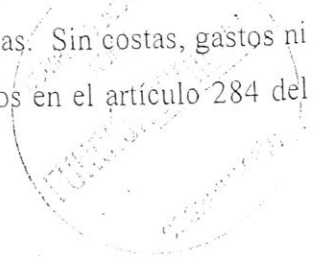 as. Sin costas, gastos ni
os en el artículo 284 del